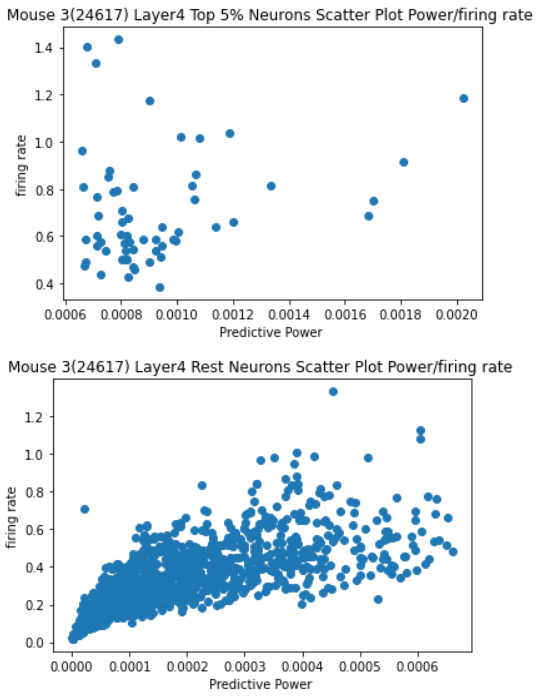 Mouse 3(24617) Layer4 Top 5% Neurons Scatter Plot Power/firing rate
1.4
1.2
1.0
0.8
0.6
0.4
firing rate
0.0006 0.0008 0.0010 0.0012 0.0014 0.0016 0.0018 0.0020
Predictive Power
Mouse 3(24617) Layer4 Rest Neurons Scatter Plot Power/firing rate
1.2
1.0
0.8
0.6
0.4
0.2
0.0
firing rate
0.0000 0.0001 0.0002 0.0003 0.0004 0.0005 0.0006
Predictive Power